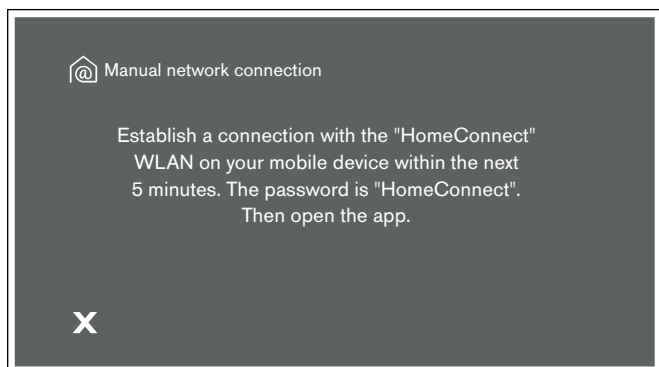 @ Manual network connection
Establish a connection with the "HomeConnect"
WLAN on your mobile device within the next
5 minutes. The password is "HomeConnect".
Then open the app.
X